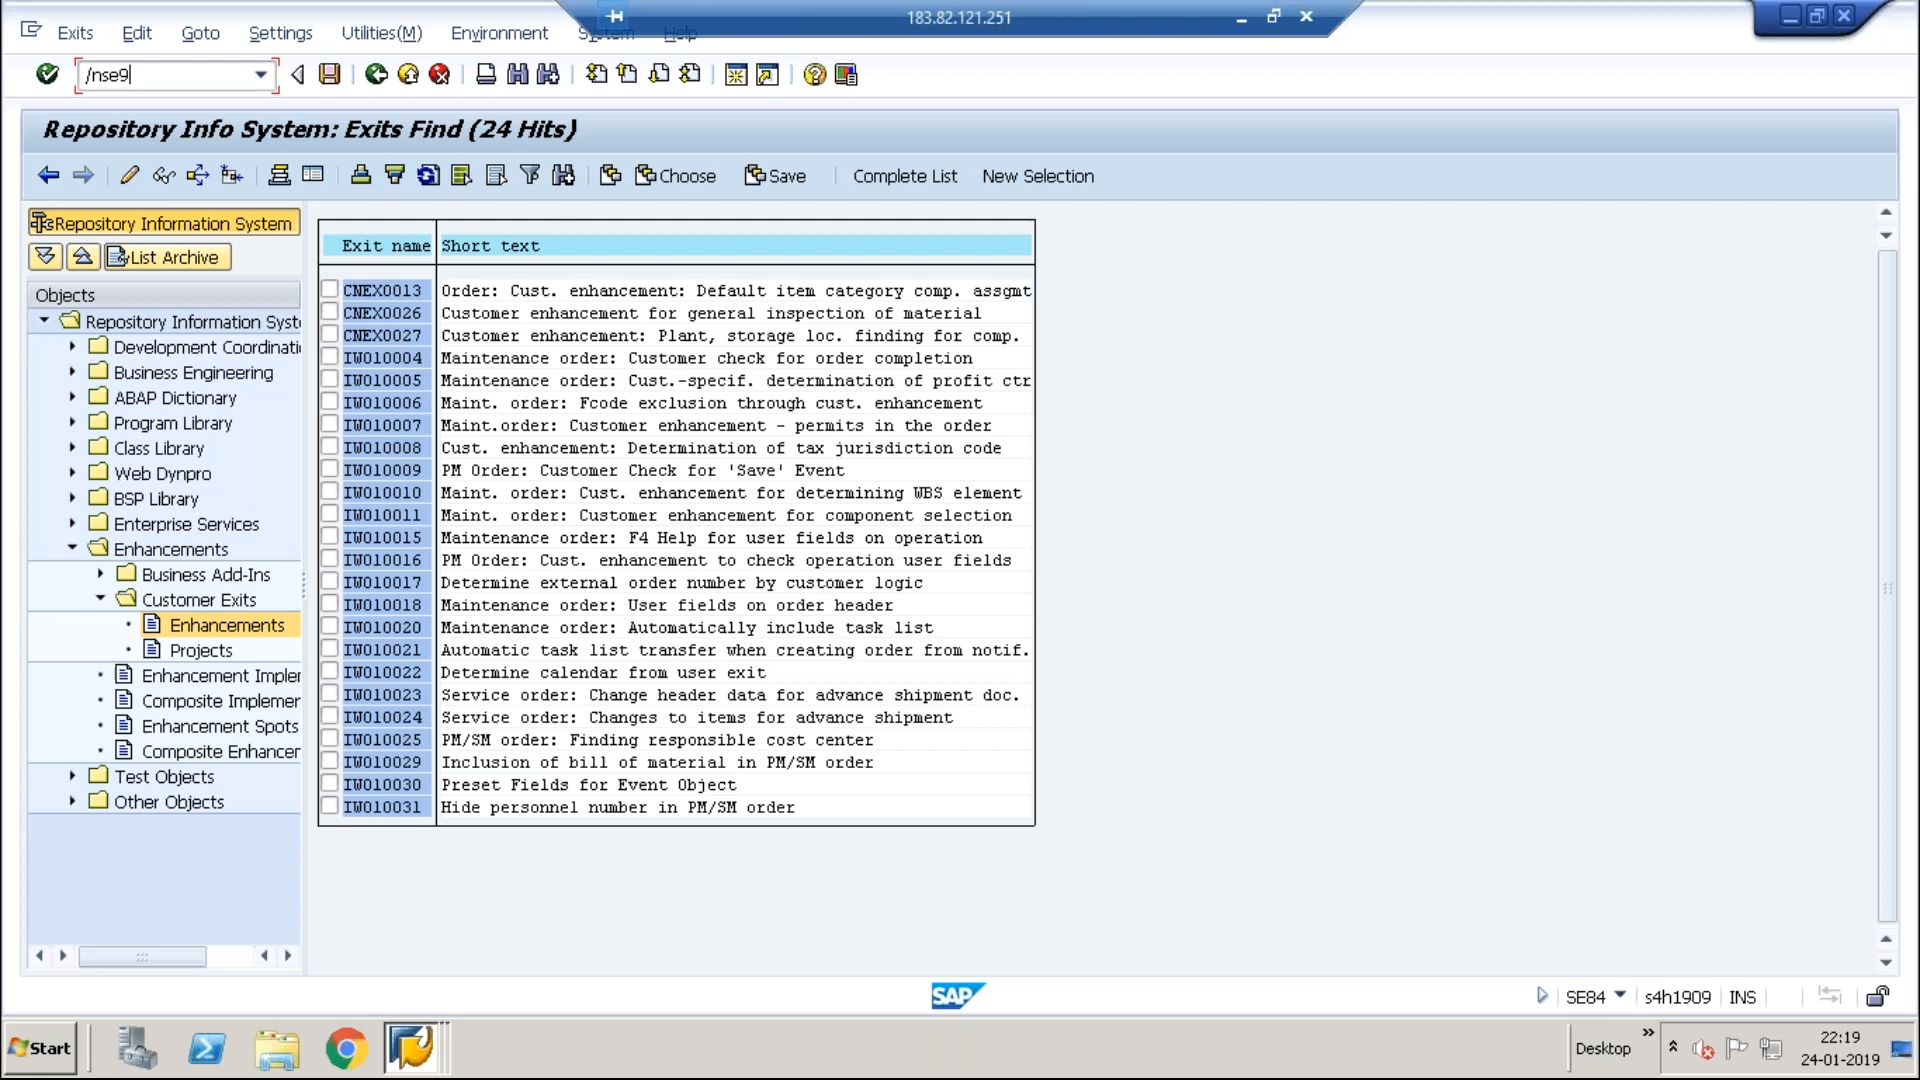 183.82.121.251
Exits Edit Goto Settings Utilities(M) Environment System Help
/nse9
Repository Info System: Exits Find (24 Hits)
Choose Save Complete List New Selection
Repository Information System
List Archive
Objects
Repository Information Syst
Development Coordinati
Business Engineering
ABAP Dictionary
Program Library
Class Library
Web Dynpro
BSP Library
Enterprise Services
Enhancements
Business Add-Ins
Customer Exits
Enhancements
Projects
Enhancement Implem
Composite Implemer
Enhancement Spots
Composite Enhancer
Test Objects
Other Objects
Exit name Short text
CNEX0013 Order: Cust. enhancement: Default item category comp. assgmt
CNEX0026 Customer enhancement for general inspection of material
CNEX0027 Customer enhancement: Plant, storage loc. finding for comp.
IWO10004 Maintenance order: Customer check for order completion
IWO10005 Maintenance order: Cust.-specif. determination of profit ctr
IWO10006 Maint. order: Fcode exclusion through cust. enhancement
IWO10007 Maint.order: Customer enhancement - permits in the order
IWO10008 Cust. enhancement: Determination of tax jurisdiction code
IWO10009 PM Order: Customer Check for 'Save' Event
IWO10010 Maint. order: Cust. enhancement for determining WBS element
IWO10011 Maint. order: Customer enhancement for component selection
IWO10015 Maintenance order: F4 Help for user fields on operation
IWO10016 PM Order: Cust. enhancement to check operation user fields
IWO10017 Determine external order number by customer logic
IWO10018 Maintenance order: User fields on order header
IWO10020 Maintenance order: Automatically include task list
IWO10021 Automatic task list transfer when creating order from notif.
IWO10022 Determine calendar from user exit
IWO10023 Service order: Change header data for advance shipment doc.
IWO10024 Service order: Changes to items for advance shipment
IWO10025 PM/SM order: Finding responsible cost center
IWO10029 Inclusion of bill of material in PM/SM order
IWO10030 Preset Fields for Event Object
IWO10031 Hide personnel number in PM/SM order
SAP
SE84 s4h1909 INS
Start
Desktop
22:19
24-01-2019